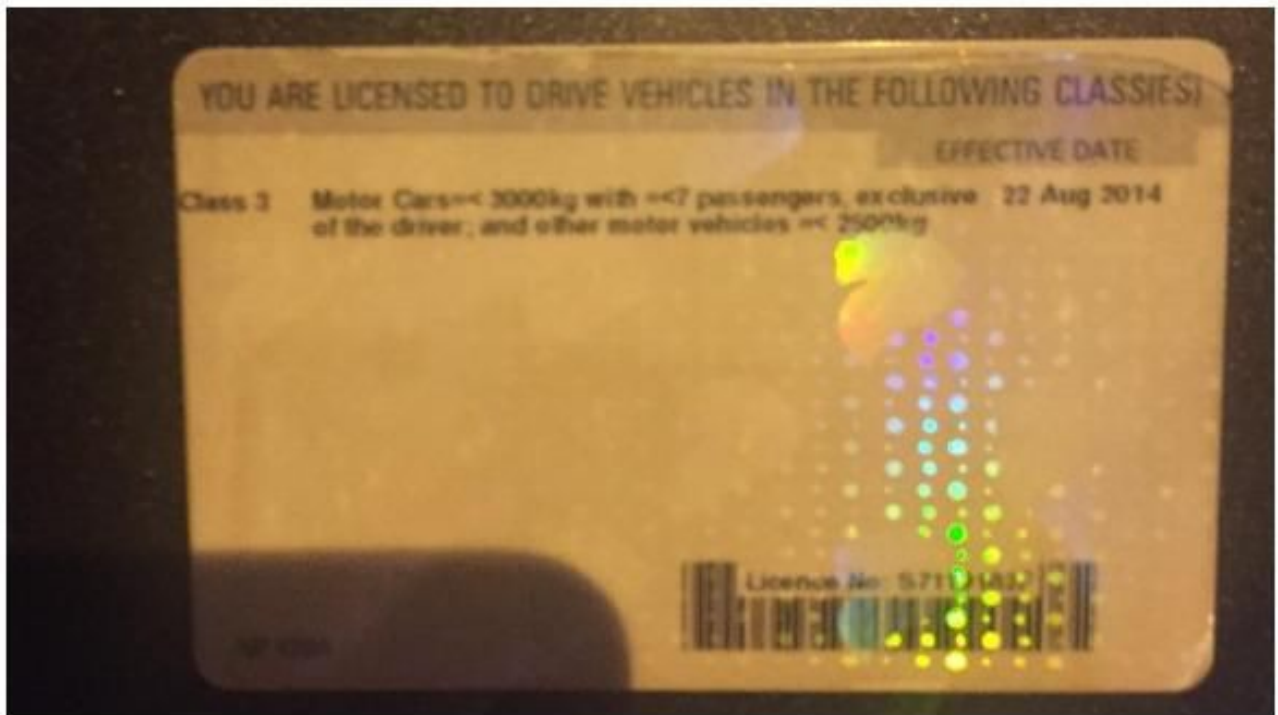 YOU ARE LICENSED TO DRIVE VEHICLES IN THE FOLLOWING CLASS(ES)
EFFECTIVE DATE
Class 3 Motor Cars=< 3000kg with =<7 passengers, exclusive 22 Aug 2014
of the driver; and other motor vehicles =< 2500kg
Licence No: